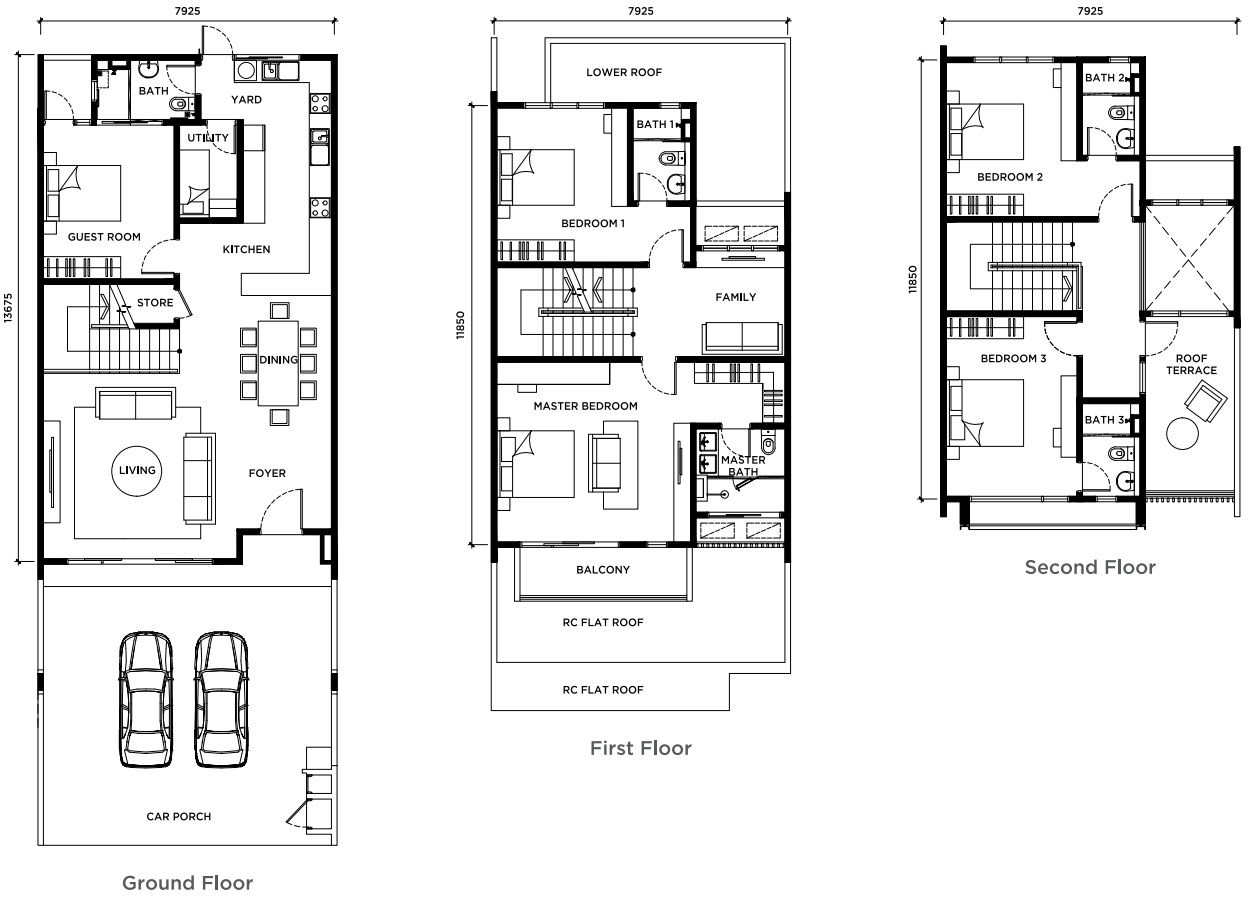 7925
13675
BATH
YARD
UTILITY
GUEST ROOM
KITCHEN
STORE
DINING
LIVING
FOYER
CAR PORCH
Ground Floor
7925
11850
LOWER ROOF
BATH 1
BEDROOM 1
FAMILY
MASTER BEDROOM
MASTER
BATH
BALCONY
RC FLAT ROOF
RC FLAT ROOF
First Floor
7925
11850
BATH 2
BEDROOM 2
BEDROOM 3
ROOF
TERRACE
BATH 3
Second Floor